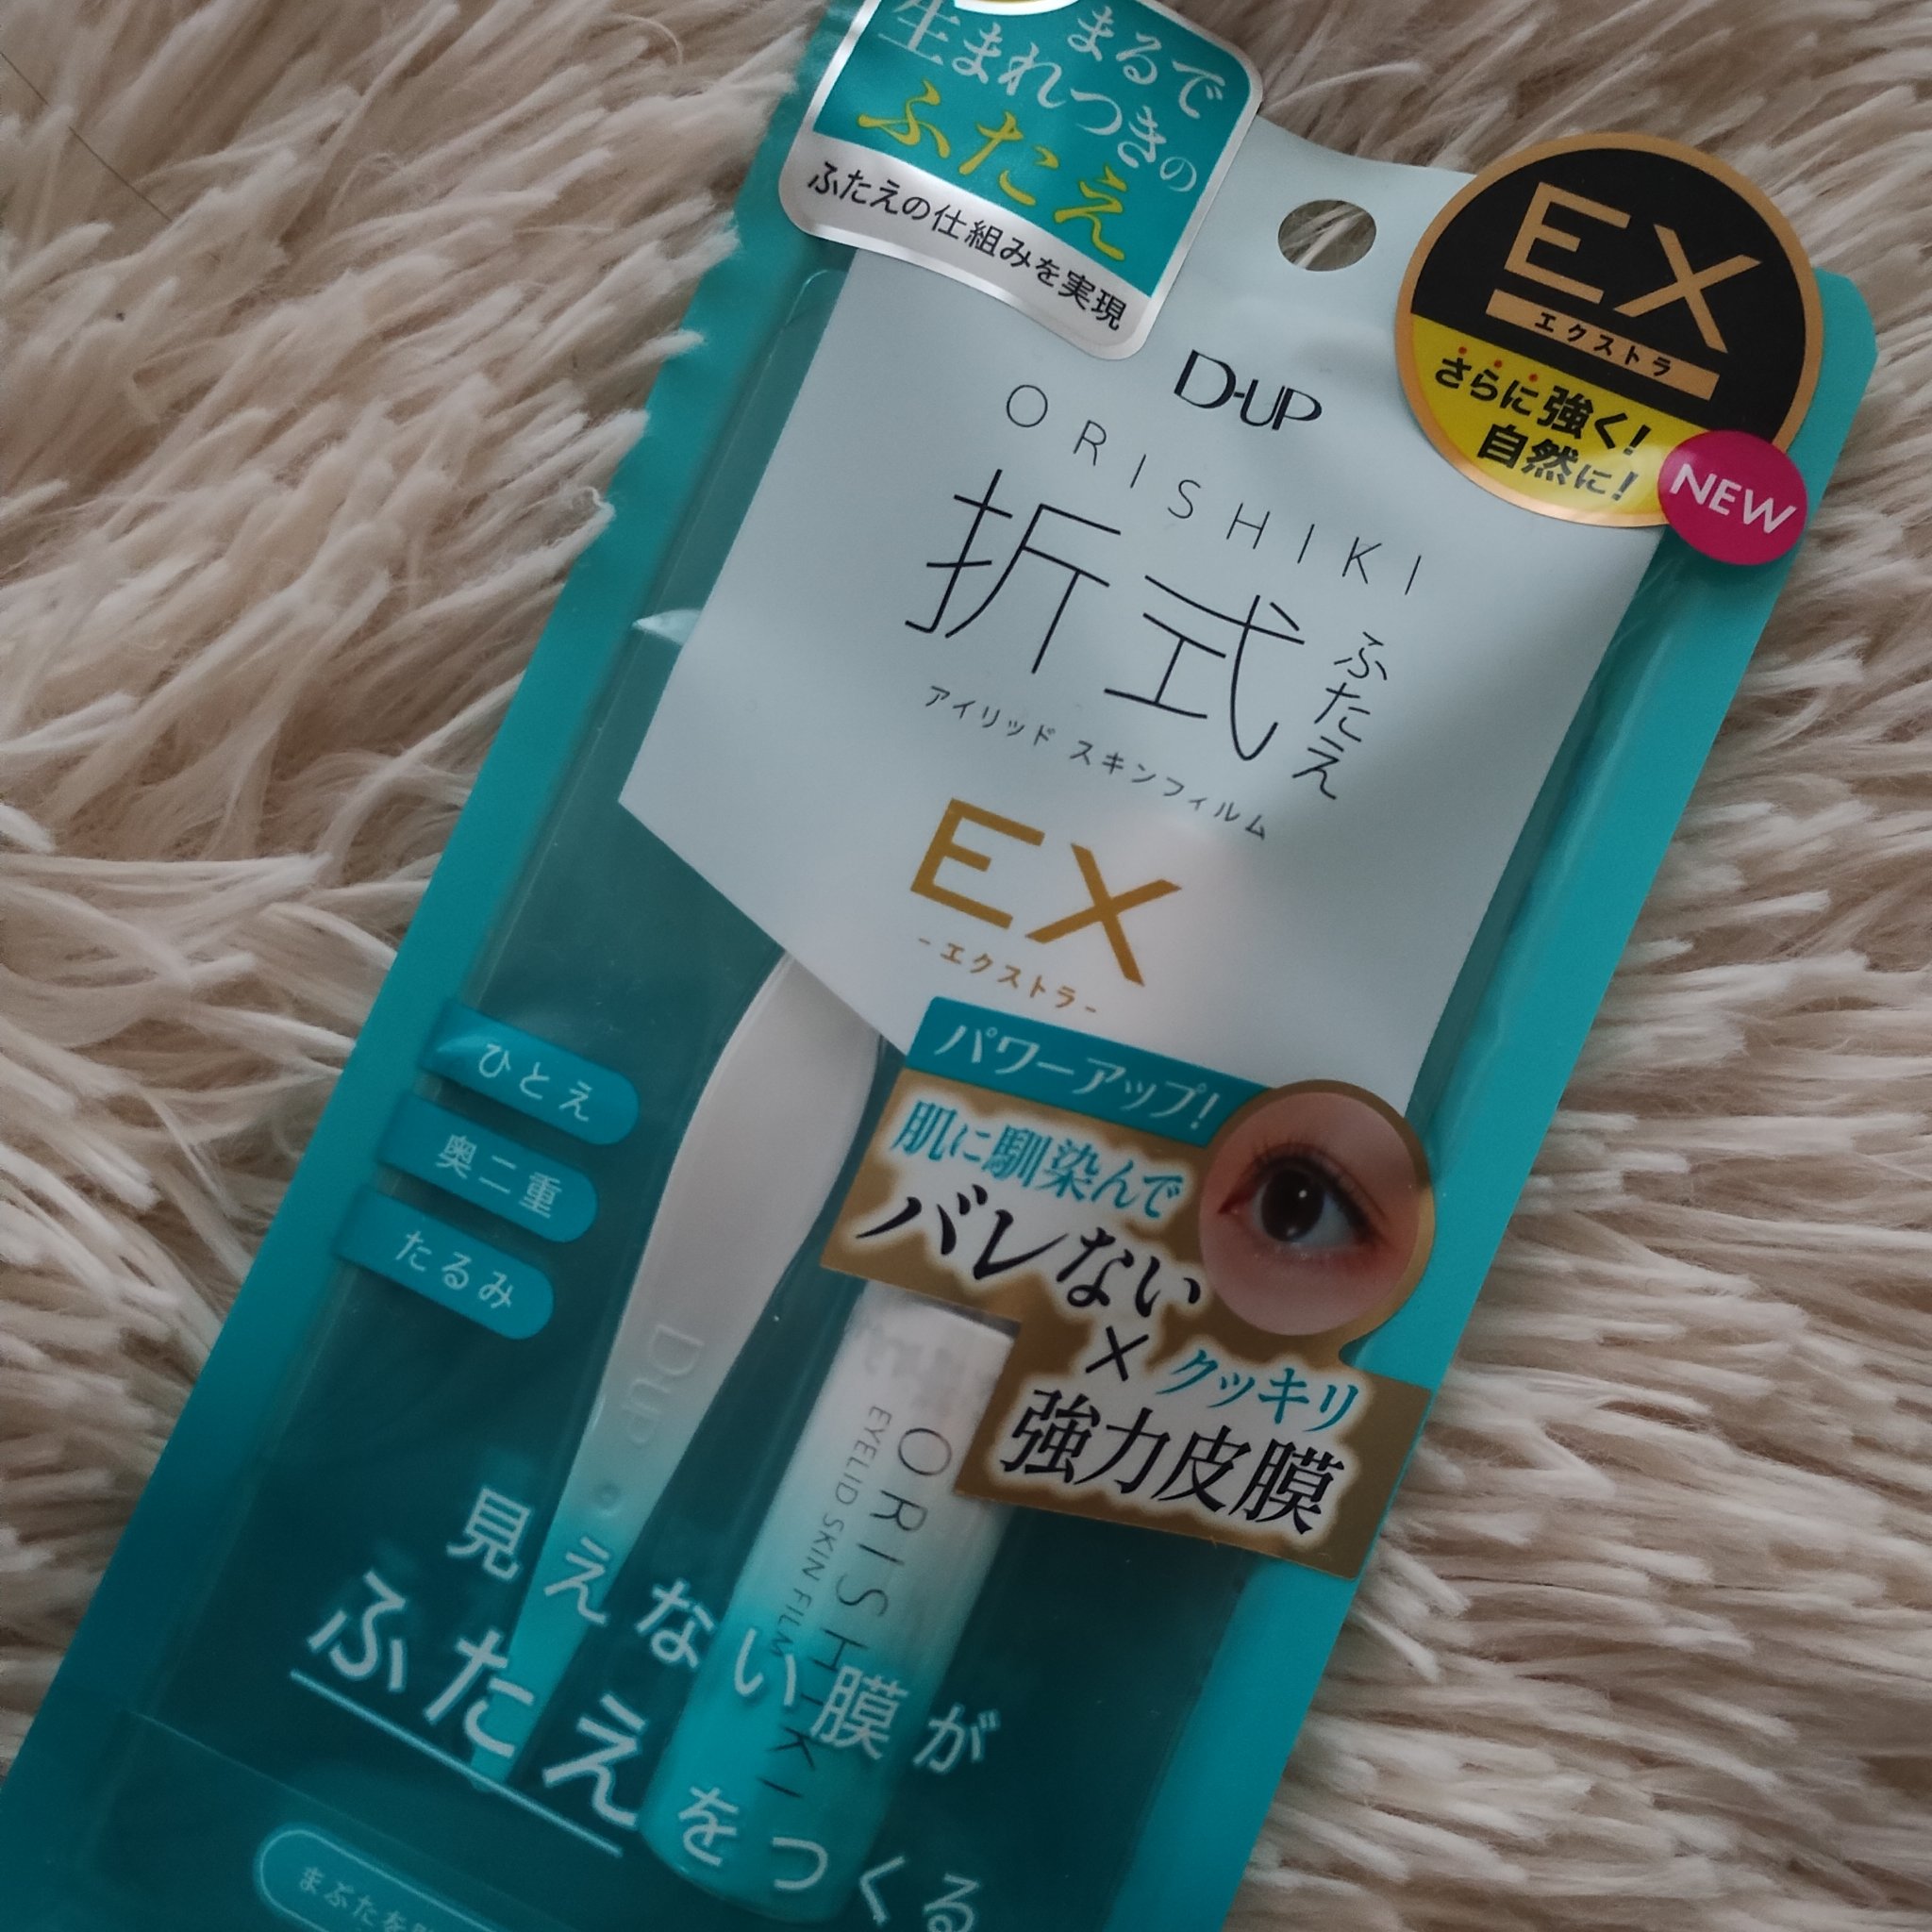 まるで
生まれつきの
ふたえ
ふたえの仕組みを実現
EX
エクストラ
さらに強く!
自然に!
NEW
D-UP
ORISHIKI
折式
ふたえ
アイリッド スキンフィルム
EX
-エクストラ-
パワーアップ!
肌に馴染んで
バレない
×クッキリ
強力皮膜
ひとえ
奥二重
たるみ
D-UP
ORISHIKI
EYELID SKIN FILM
見えない膜が
ふたえをつくる
まぶたを